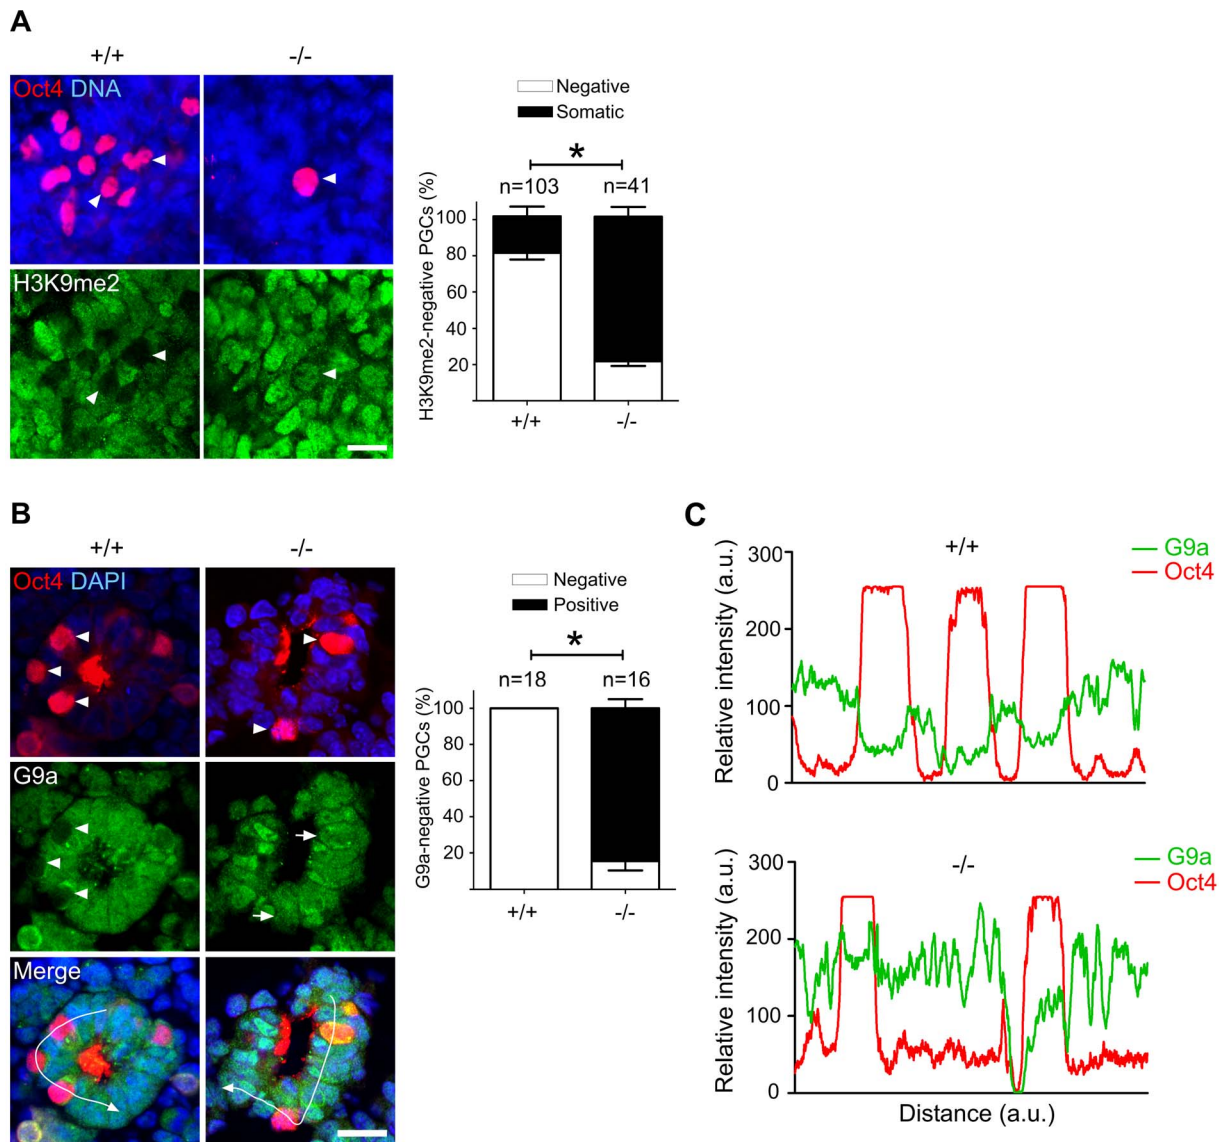 A
+/+
-/-
Oct4 DNA
H3K9me2
Negative
Somatic
*
n=103
n=41
H3K9me2-negative PGCs (%)
100
80
60
40
20
+/+
-/-
B
+/+
-/-
Oct4 DAPI
G9a
Merge
Negative
Positive
*
n=18
n=16
G9a-negative PGCs (%)
100
80
60
40
20
+/+
-/-
C
+/+
G9a
Oct4
Relative intensity (a.u.)
300
200
100
0
-/-
G9a
Oct4
Relative intensity (a.u.)
300
200
100
0
Distance (a.u.)